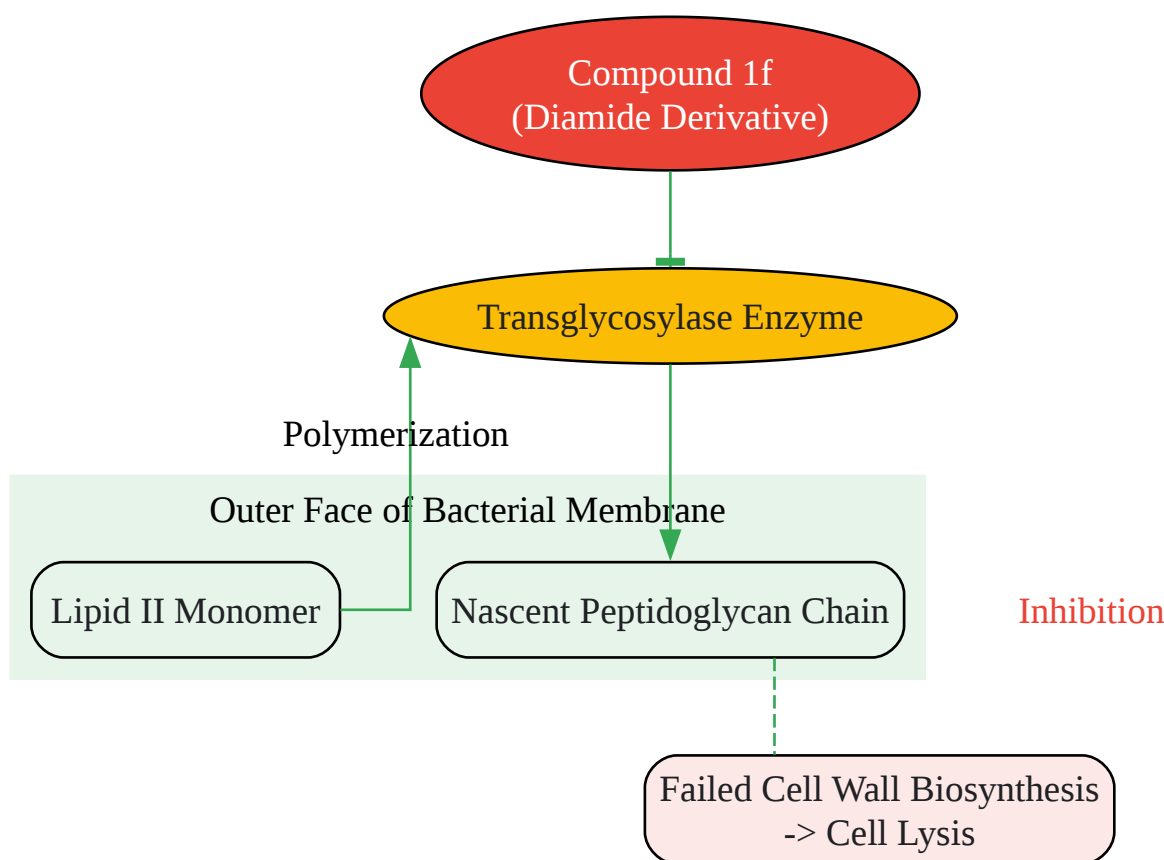 Compound 1f
(Diamide Derivative)
Transglycosylase Enzyme
Polymerization
Outer Face of Bacterial Membrane
Lipid II Monomer
Nascent Peptidoglycan Chain
Inhibition
Failed Cell Wall Biosynthesis
-> Cell Lysis